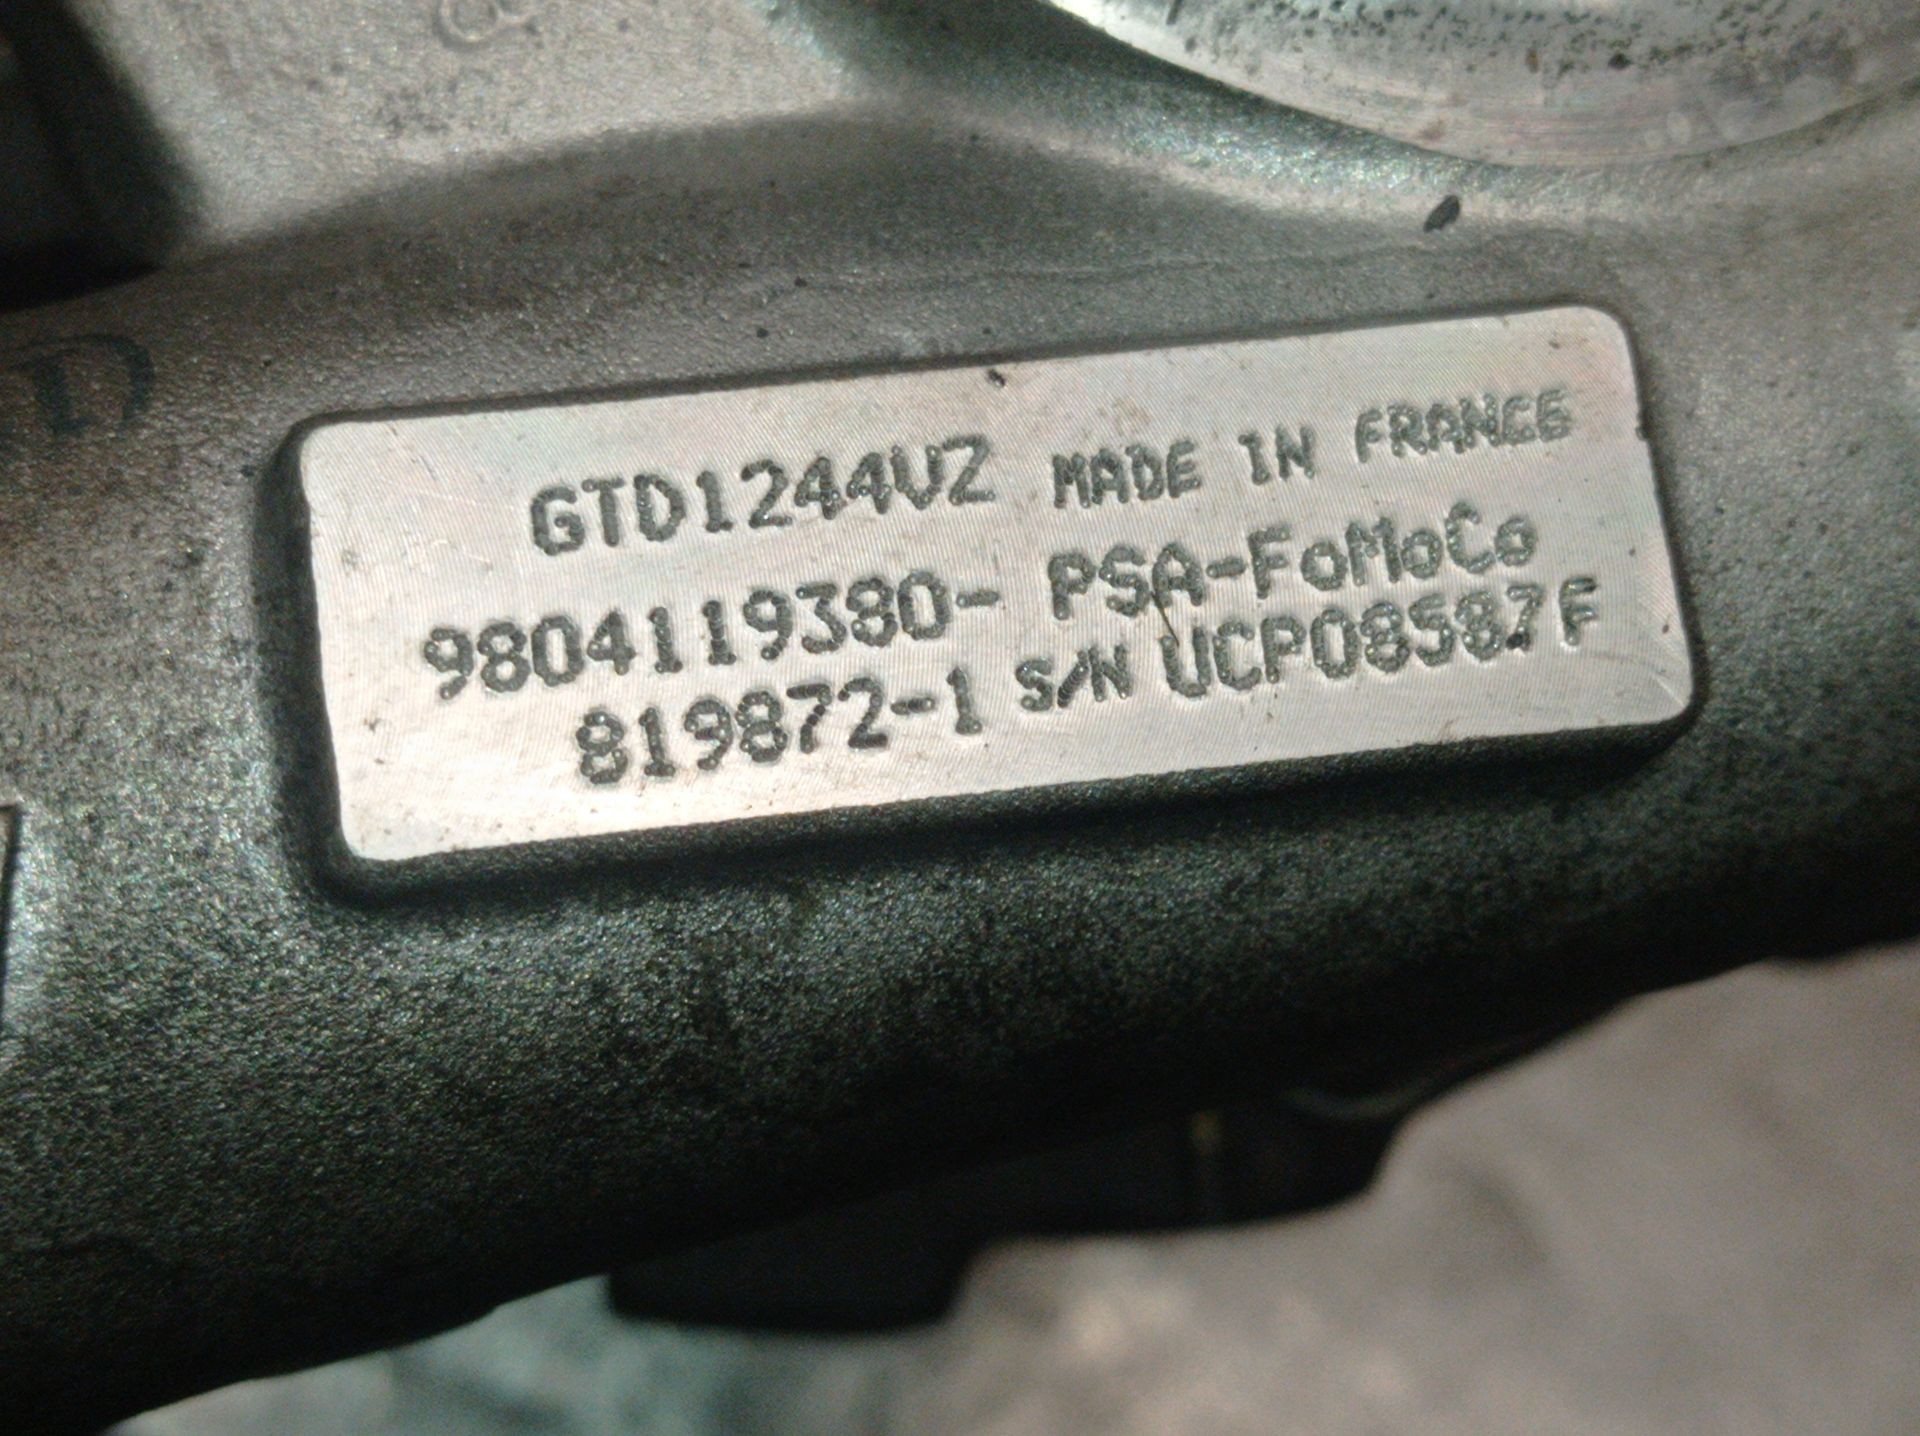 GTD1244VZ MADE IN FRANCE
9804119380- PSA-FoMoCo
819872-1 S/N UCP08587F